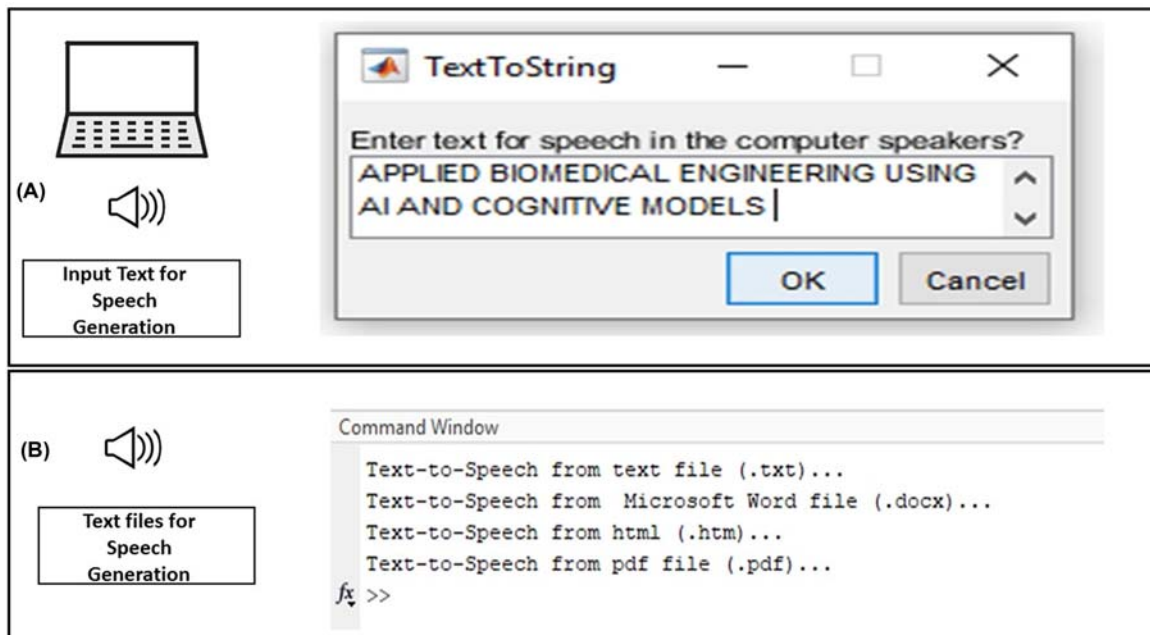 (A)
Input Text for
Speech
Generation
TextToString
Enter text for speech in the computer speakers?
APPLIED BIOMEDICAL ENGINEERING USING
AI AND COGNITIVE MODELS
OK
Cancel
(B)
Text files for
Speech
Generation
Command Window
Text-to-Speech from text file (.txt)...
Text-to-Speech from  Microsoft Word file (.docx)...
Text-to-Speech from html (.htm)...
Text-to-Speech from pdf file (.pdf)...
fx >>